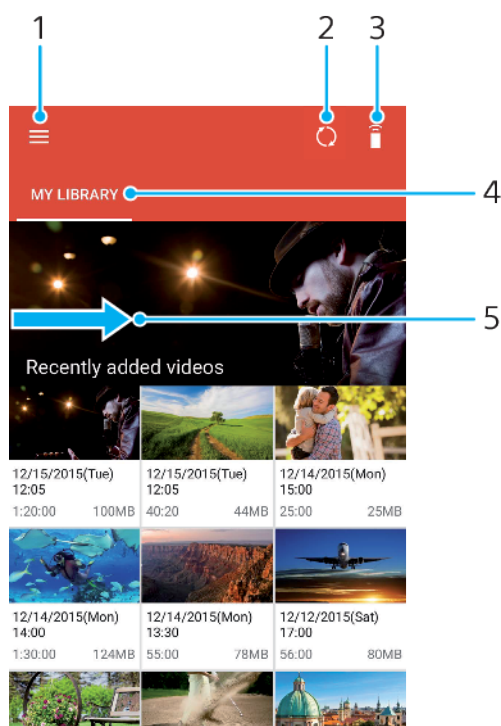 1 2 3
MY LIBRARY 4
5
Recently added videos
12/15/2015(Tue) 12/15/2015(Tue) 12/14/2015(Mon)
12:05 12:05 15:00
1:20:00 100MB 40:20 44MB 25:00 25MB
12/14/2015(Mon) 12/14/2015(Mon) 12/12/2015(Sat)
14:00 13:30 17:00
1:30:00 124MB 55:00 78MB 56:00 80MB